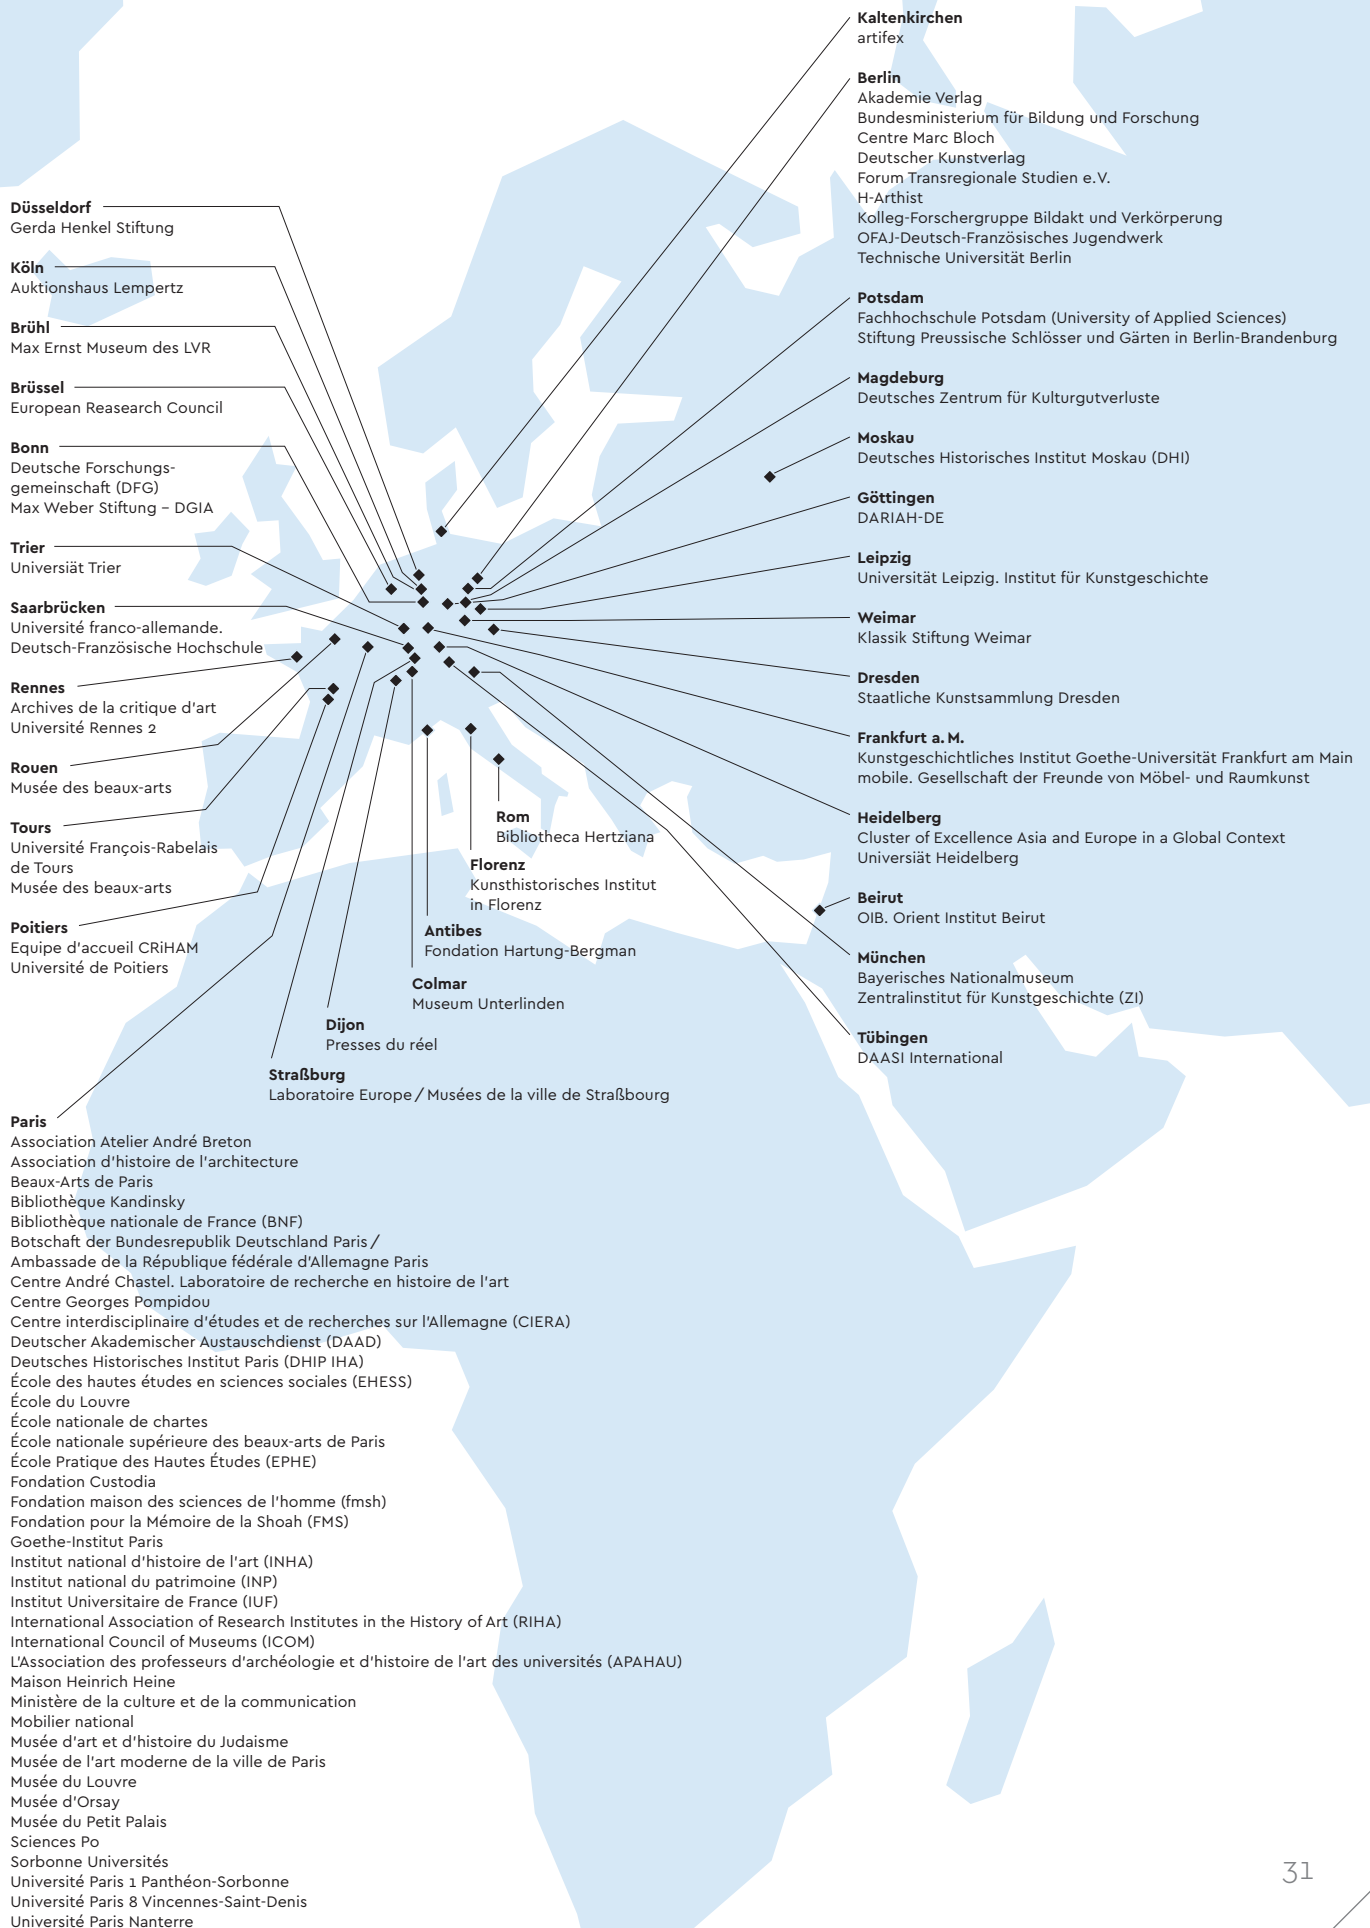 Kaltenkirchen
artifex
Berlin
Akademie Verlag
Bundesministerium für Bildung und Forschung
Centre Marc Bloch
Deutscher Kunstverlag
Forum Transregionale Studien e.V.
H-Arthist
Kolleg-Forschergruppe Bildakt und Verkörperung
OFAJ-Deutsch-Französisches Jugendwerk
Technische Universität Berlin
Potsdam
Fachhochschule Potsdam (University of Applied Sciences)
Stiftung Preussische Schlösser und Gärten in Berlin-Brandenburg
Magdeburg
Deutsches Zentrum für Kulturgutverluste
Moskau
Deutsches Historisches Institut Moskau (DHI)
Göttingen
DARIAH-DE
Leipzig
Universität Leipzig. Institut für Kunstgeschichte
Weimar
Klassik Stiftung Weimar
Dresden
Staatliche Kunstsammlung Dresden
Frankfurt a. M.
Kunstgeschichtliches Institut Goethe-Universität Frankfurt am Main
mobile. Gesellschaft der Freunde von Möbel- und Raumkunst
Heidelberg
Cluster of Excellence Asia and Europe in a Global Context
Universiät Heidelberg
Beirut
OIB. Orient Institut Beirut
München
Bayerisches Nationalmuseum
Zentralinstitut für Kunstgeschichte (ZI)
Tübingen
DAASI International
Düsseldorf
Gerda Henkel Stiftung
Köln
Auktionshaus Lempertz
Brühl
Max Ernst Museum des LVR
Brüssel
European Reasearch Council
Bonn
Deutsche Forschungs-
gemeinschaft (DFG)
Max Weber Stiftung – DGIA
Trier
Universiät Trier
Saarbrücken
Université franco-allemande.
Deutsch-Französische Hochschule
Rennes
Archives de la critique d'art
Université Rennes 2
Rouen
Musée des beaux-arts
Tours
Université François-Rabelais
de Tours
Musée des beaux-arts
Poitiers
Equipe d'accueil CRiHAM
Université de Poitiers
Rom
Bibliotheca Hertziana
Florenz
Kunsthistorisches Institut
in Florenz
Antibes
Fondation Hartung-Bergman
Colmar
Museum Unterlinden
Dijon
Presses du réel
Straßburg
Laboratoire Europe / Musées de la ville de Straßbourg
Paris
Association Atelier André Breton
Association d'histoire de l'architecture
Beaux-Arts de Paris
Bibliothèque Kandinsky
Bibliothèque nationale de France (BNF)
Botschaft der Bundesrepublik Deutschland Paris /
Ambassade de la République fédérale d'Allemagne Paris
Centre André Chastel. Laboratoire de recherche en histoire de l'art
Centre Georges Pompidou
Centre interdisciplinaire d'études et de recherches sur l'Allemagne (CIERA)
Deutscher Akademischer Austauschdienst (DAAD)
Deutsches Historisches Institut Paris (DHIP IHA)
École des hautes études en sciences sociales (EHESS)
École du Louvre
École nationale de chartes
École nationale supérieure des beaux-arts de Paris
École Pratique des Hautes Études (EPHE)
Fondation Custodia
Fondation maison des sciences de l'homme (fmsh)
Fondation pour la Mémoire de la Shoah (FMS)
Goethe-Institut Paris
Institut national d'histoire de l'art (INHA)
Institut national du patrimoine (INP)
Institut Universitaire de France (IUF)
International Association of Research Institutes in the History of Art (RIHA)
International Council of Museums (ICOM)
L'Association des professeurs d'archéologie et d'histoire de l'art des universités (APAHAU)
Maison Heinrich Heine
Ministère de la culture et de la communication
Mobilier national
Musée d'art et d'histoire du Judaisme
Musée de l'art moderne de la ville de Paris
Musée du Louvre
Musée d'Orsay
Musée du Petit Palais
Sciences Po
Sorbonne Universités
Université Paris 1 Panthéon-Sorbonne
Université Paris 8 Vincennes-Saint-Denis
Université Paris Nanterre
31